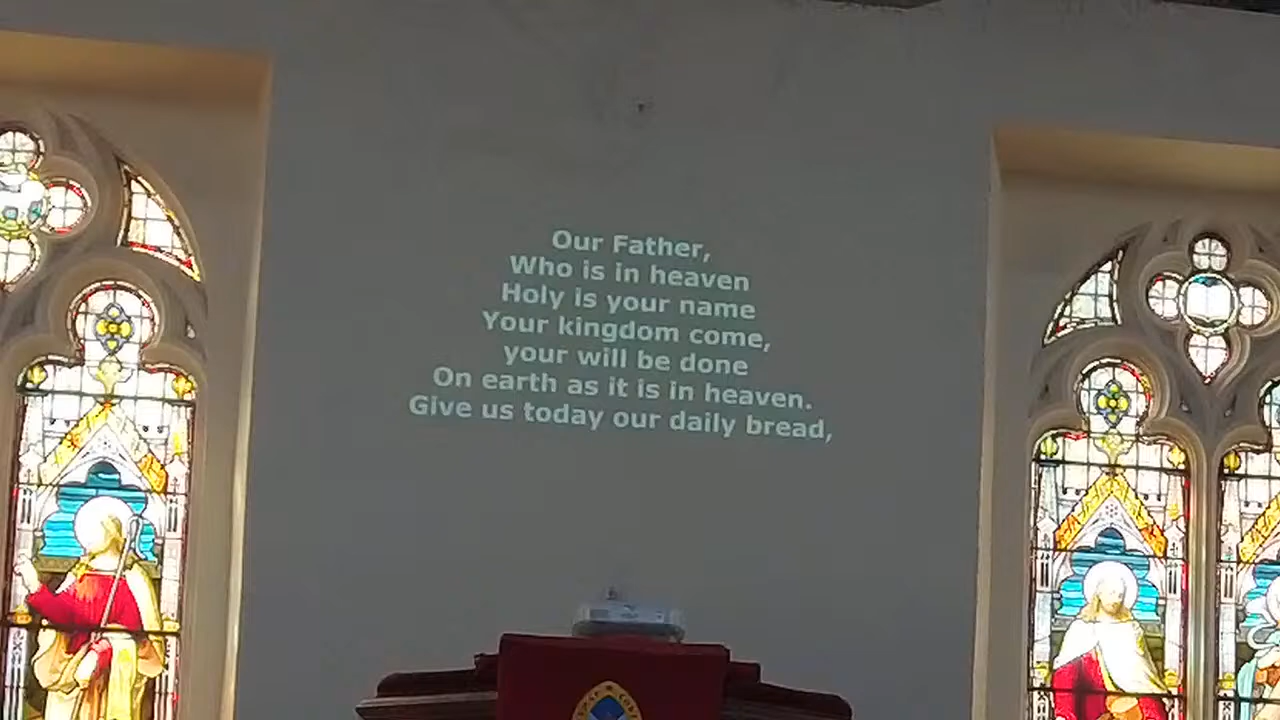 Our Father,
Who is in heaven
Holy is your name
Your kingdom come,
your will be done
On earth as it is in heaven.
Give us today our daily bread,